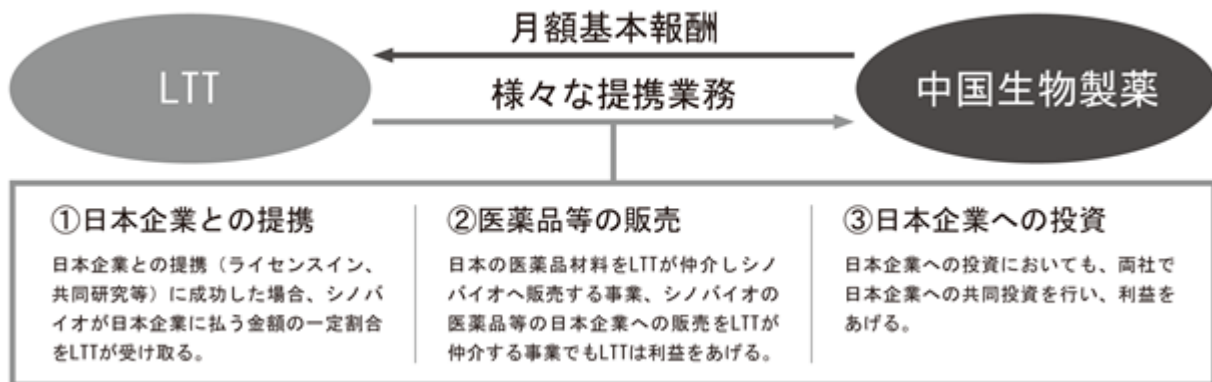 月額基本報酬
LTT
様々な提携業務
中国生物製薬
①日本企業との提携
日本企業との提携（ライセンスイン、
共同研究等）に成功した場合、シノバ
イオが日本企業に払う金額の一定割合
をLTTが受け取る。
②医薬品等の販売
日本の医薬品材料をLTTが仲介しシノ
バイオへ販売する事業、シノバイオの
医薬品等の日本企業への販売をLTTが
仲介する事業でもLTTは利益をあげる。
③日本企業への投資
日本企業への投資においても、両社で
日本企業への共同投資を行い、利益を
あげる。